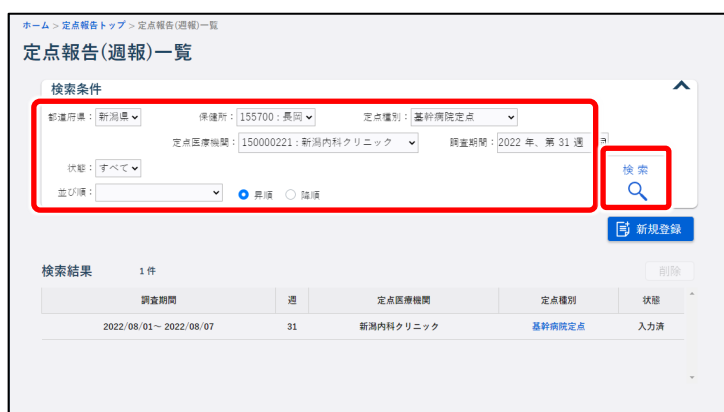 ホーム > 定点報告トップ > 定点報告(週報)一覧
定点報告(週報)一覧
検索条件
都道府県： 新潟県 保健所： 155700：長岡 定点種別： 基幹病院定点
定点医療機関： 150000221：新潟内科クリニック 調査期間： 2022 年、第 31 週
状態： すべて
検索
並び順： 昇順 降順
新規登録
検索結果 1 件 削除
調査期間 週 定点医療機関 定点種別 状態
2022/08/01～ 2022/08/07 31 新潟内科クリニック 基幹病院定点 入力済